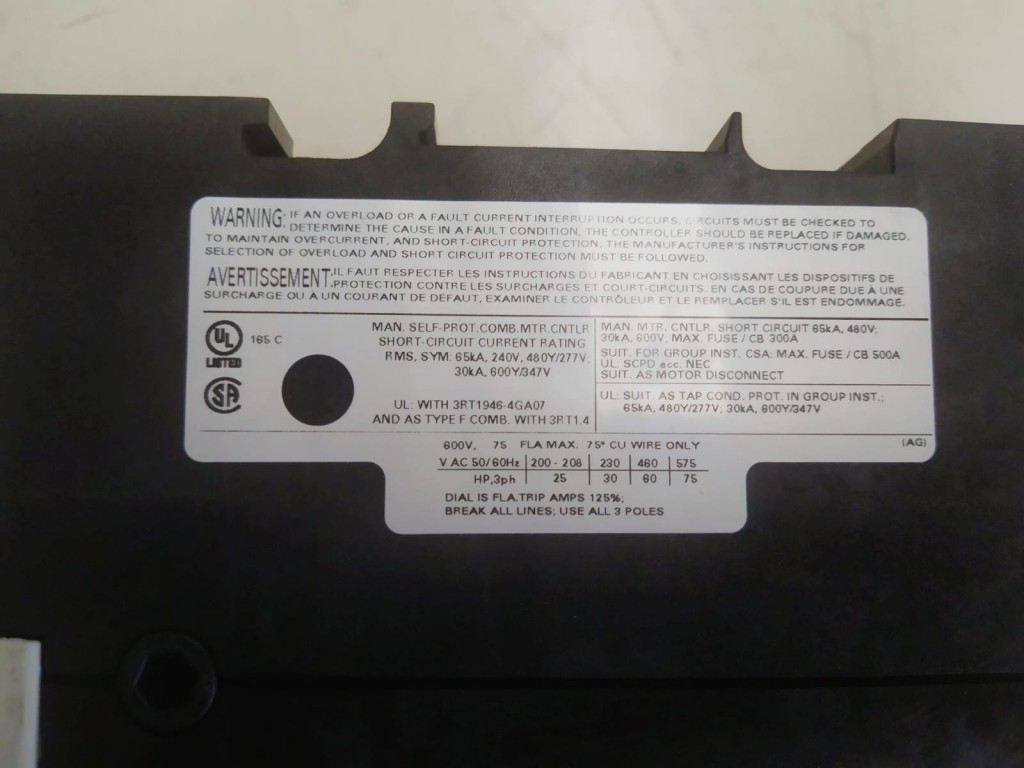 WARNING: IF AN OVERLOAD OR A FAULT CURRENT INTERRUPTION OCCURS, CIRCUITS MUST BE CHECKED TO
DETERMINE THE CAUSE IN A FAULT CONDITION, THE CONTROLLER SHOULD BE REPLACED IF DAMAGED.
TO MAINTAIN OVERCURRENT, AND SHORT-CIRCUIT PROTECTION, THE MANUFACTURER'S INSTRUCTIONS FOR
SELECTION OF OVERLOAD AND SHORT CIRCUIT PROTECTION MUST BE FOLLOWED.
AVERTISSEMENT: IL FAUT RESPECTER LES INSTRUCTIONS DU FABRICANT EN CHOISISSANT LES DISPOSITIFS DE
PROTECTION CONTRE LES SURCHARGES ET COURT-CIRCUITS. EN CAS DE COUPURE DUE À UNE
SURCHARGE OU A UN COURANT DE DÉFAUT, EXAMINER LE CONTRÔLEUR ET LE REMPLACER S'IL EST ENDOMMAGÉ.
UL
LISTED
165 C
SA
MAN. SELF-PROT.COMB.MTR.CNTLR
SHORT-CIRCUIT CURRENT RATING
RMS, SYM: 65kA, 240V, 480Y/277V
30kA, 600Y/347V
UL: WITH 3RT1946-4GA07
AND AS TYPE F COMB. WITH 3RT1.4
MAN. MTR. CNTLR. SHORT CIRCUIT 65kA, 480V;
30kA, 600V, MAX. FUSE / CB 300A
SUIT. FOR GROUP INST. CSA: MAX. FUSE / CB 500A
UL: SCPD acc. NEC
SUIT. AS MOTOR DISCONNECT
UL: SUIT. AS TAP COND. PROT. IN GROUP INST.;
65kA, 480Y/277V; 30kA, 600Y/347V
600V, 75 FLA MAX. 75° CU WIRE ONLY
(AG)
V AC 50/60Hz 200 - 208 230 460 575
HP,3ph 25 30 60 75
DIAL IS FLA.TRIP AMPS 125%;
BREAK ALL LINES; USE ALL 3 POLES